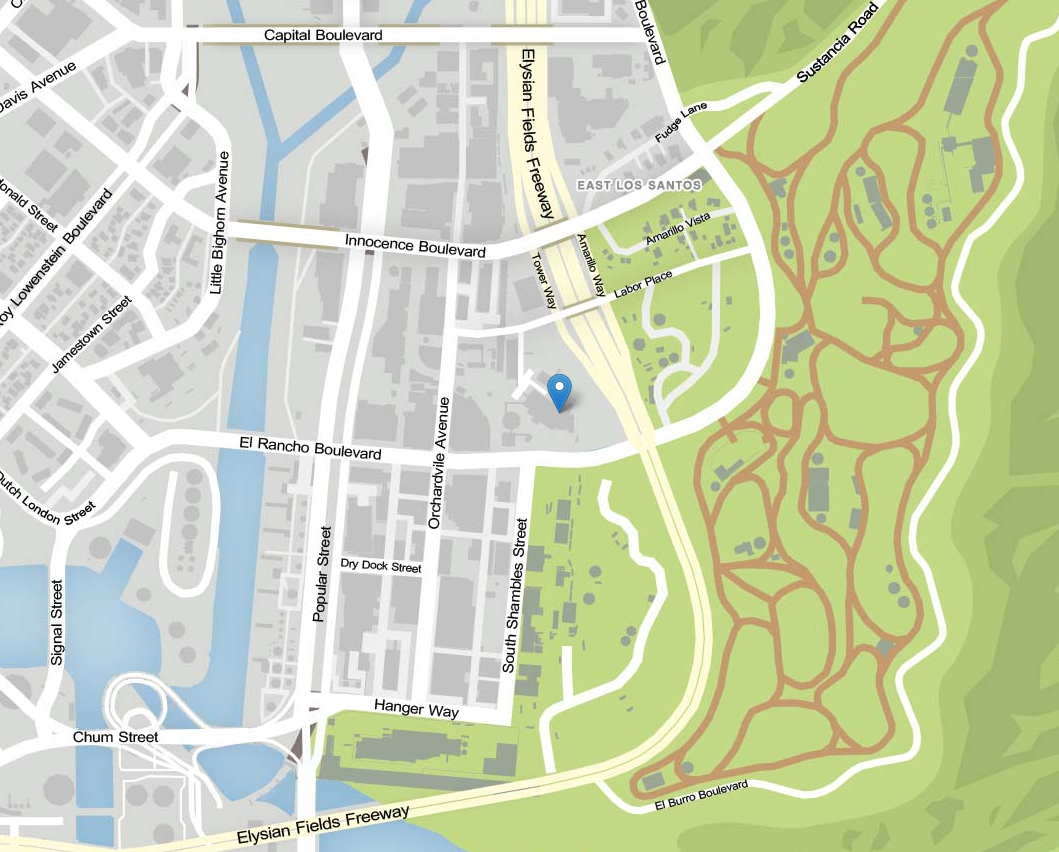 Boulevard
Capital Boulevard
Sustancia Road
Davis Avenue
Elysian Fields Freeway
Fudge Lane
EAST LOS SANTOS
Little Bighorn Avenue
Amarillo Vista
Innocence Boulevard
Tower Way
Amarillo Way
Labor Place
Roy Lowenstein Boulevard
Jamestown Street
El Rancho Boulevard
Orchardvile Avenue
Dutch London Street
Popular Street
Dry Dock Street
South Shambles Street
Signal Street
Hanger Way
Chum Street
El Burro Boulevard
Elysian Fields Freeway